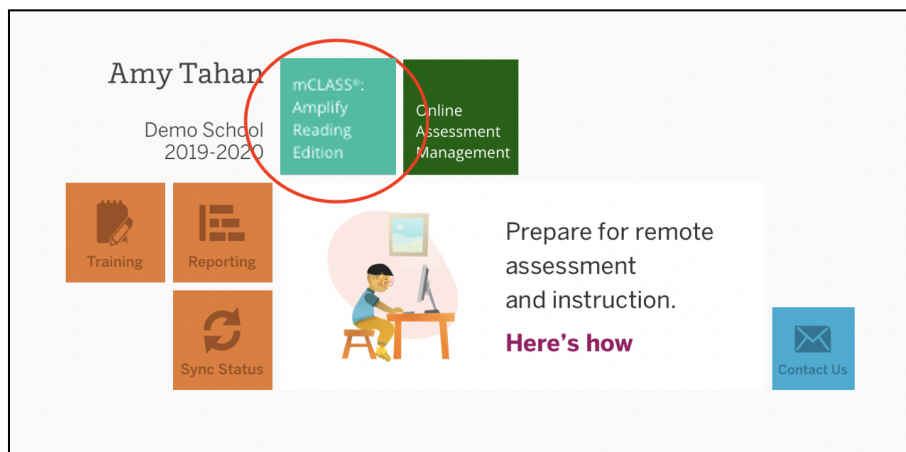 Amy Tahan
Demo School
2019-2020
mCLASS®:
Amplify
Reading
Edition
Online
Assessment
Management
Training
Reporting
Sync Status
Prepare for remote
assessment
and instruction.
Here’s how
Contact Us